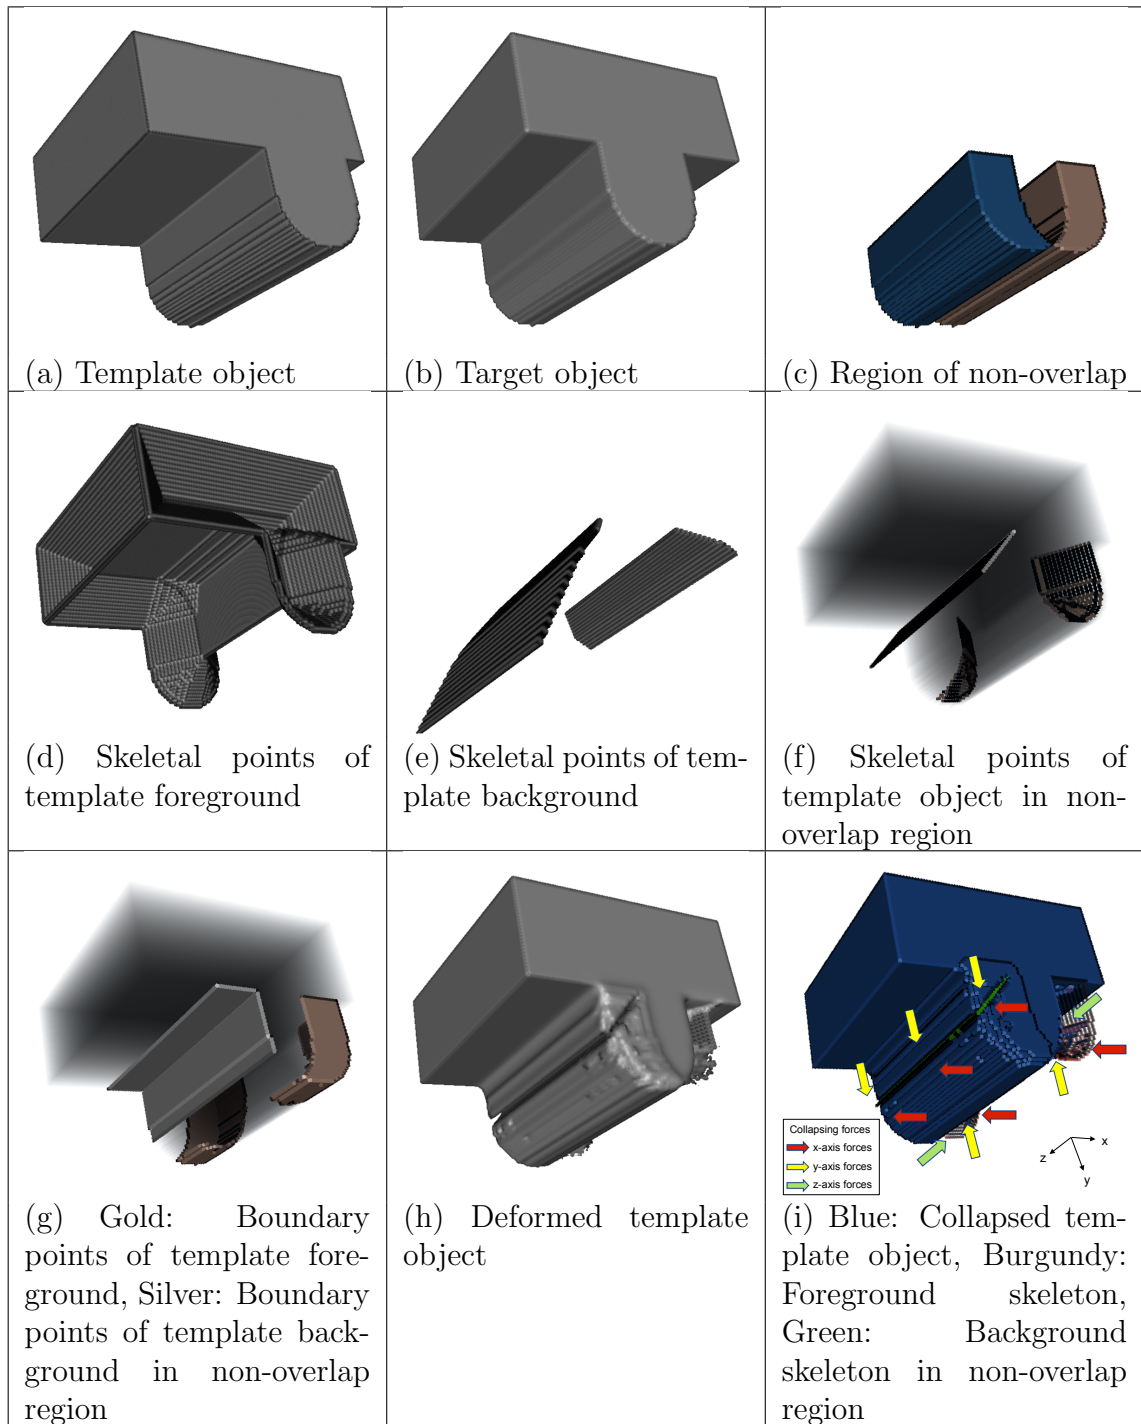 (a) Template object
(b) Target object
(c) Region of non-overlap
(d) Skeletal points of
template foreground
(e) Skeletal points of tem-
plate background
(f) Skeletal points of
template object in non-
overlap region
(g) Gold: Boundary
points of template fore-
ground, Silver: Boundary
points of template back-
ground in non-overlap
region
(h) Deformed template
object
Collapsing forces
x-axis forces
y-axis forces
z-axis forces
x
z
y
(i) Blue: Collapsed tem-
plate object, Burgundy:
Foreground skeleton,
Green: Background
skeleton in non-overlap
region